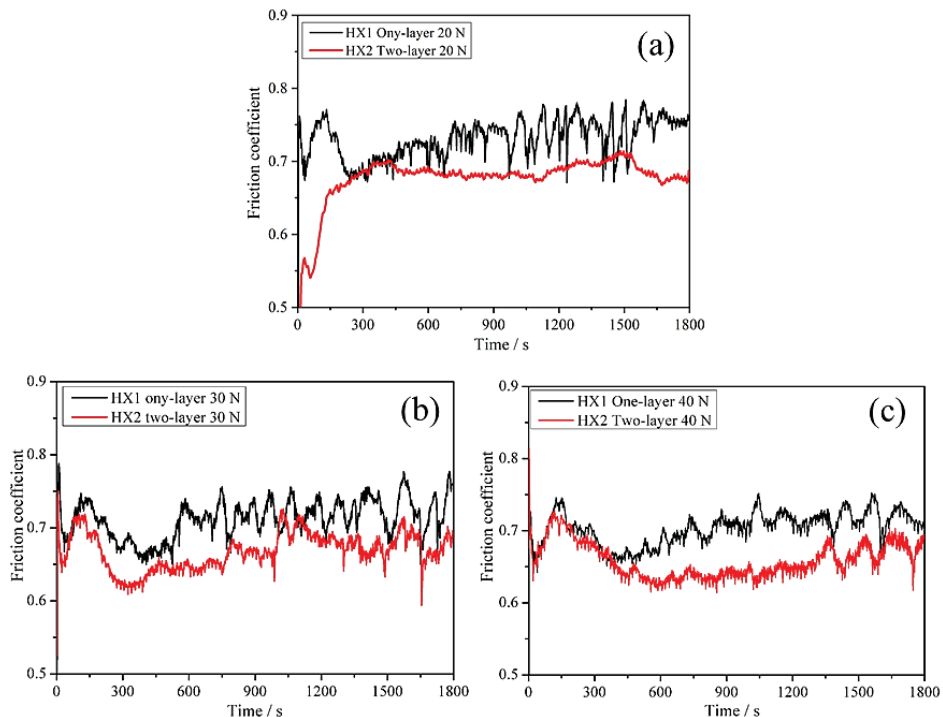 0.9
HX1 Ony-layer 20 N
HX2 Two-layer 20 N
(a)
0.8
0.7
0.6
0.5
Friction coefficient
0 300 600 900 1200 1500 1800
Time / s
0.9
HX1 ony-layer 30 N
HX2 two-layer 30 N
(b)
0.8
0.7
0.6
0.5
Friction coefficient
0 300 600 900 1200 1500 1800
Time / s
0.9
HX1 One-layer 40 N
HX2 Two-layer 40 N
(c)
0.8
0.7
0.6
0.5
Friction coefficient
0 300 600 900 1200 1500 1800
Time / s